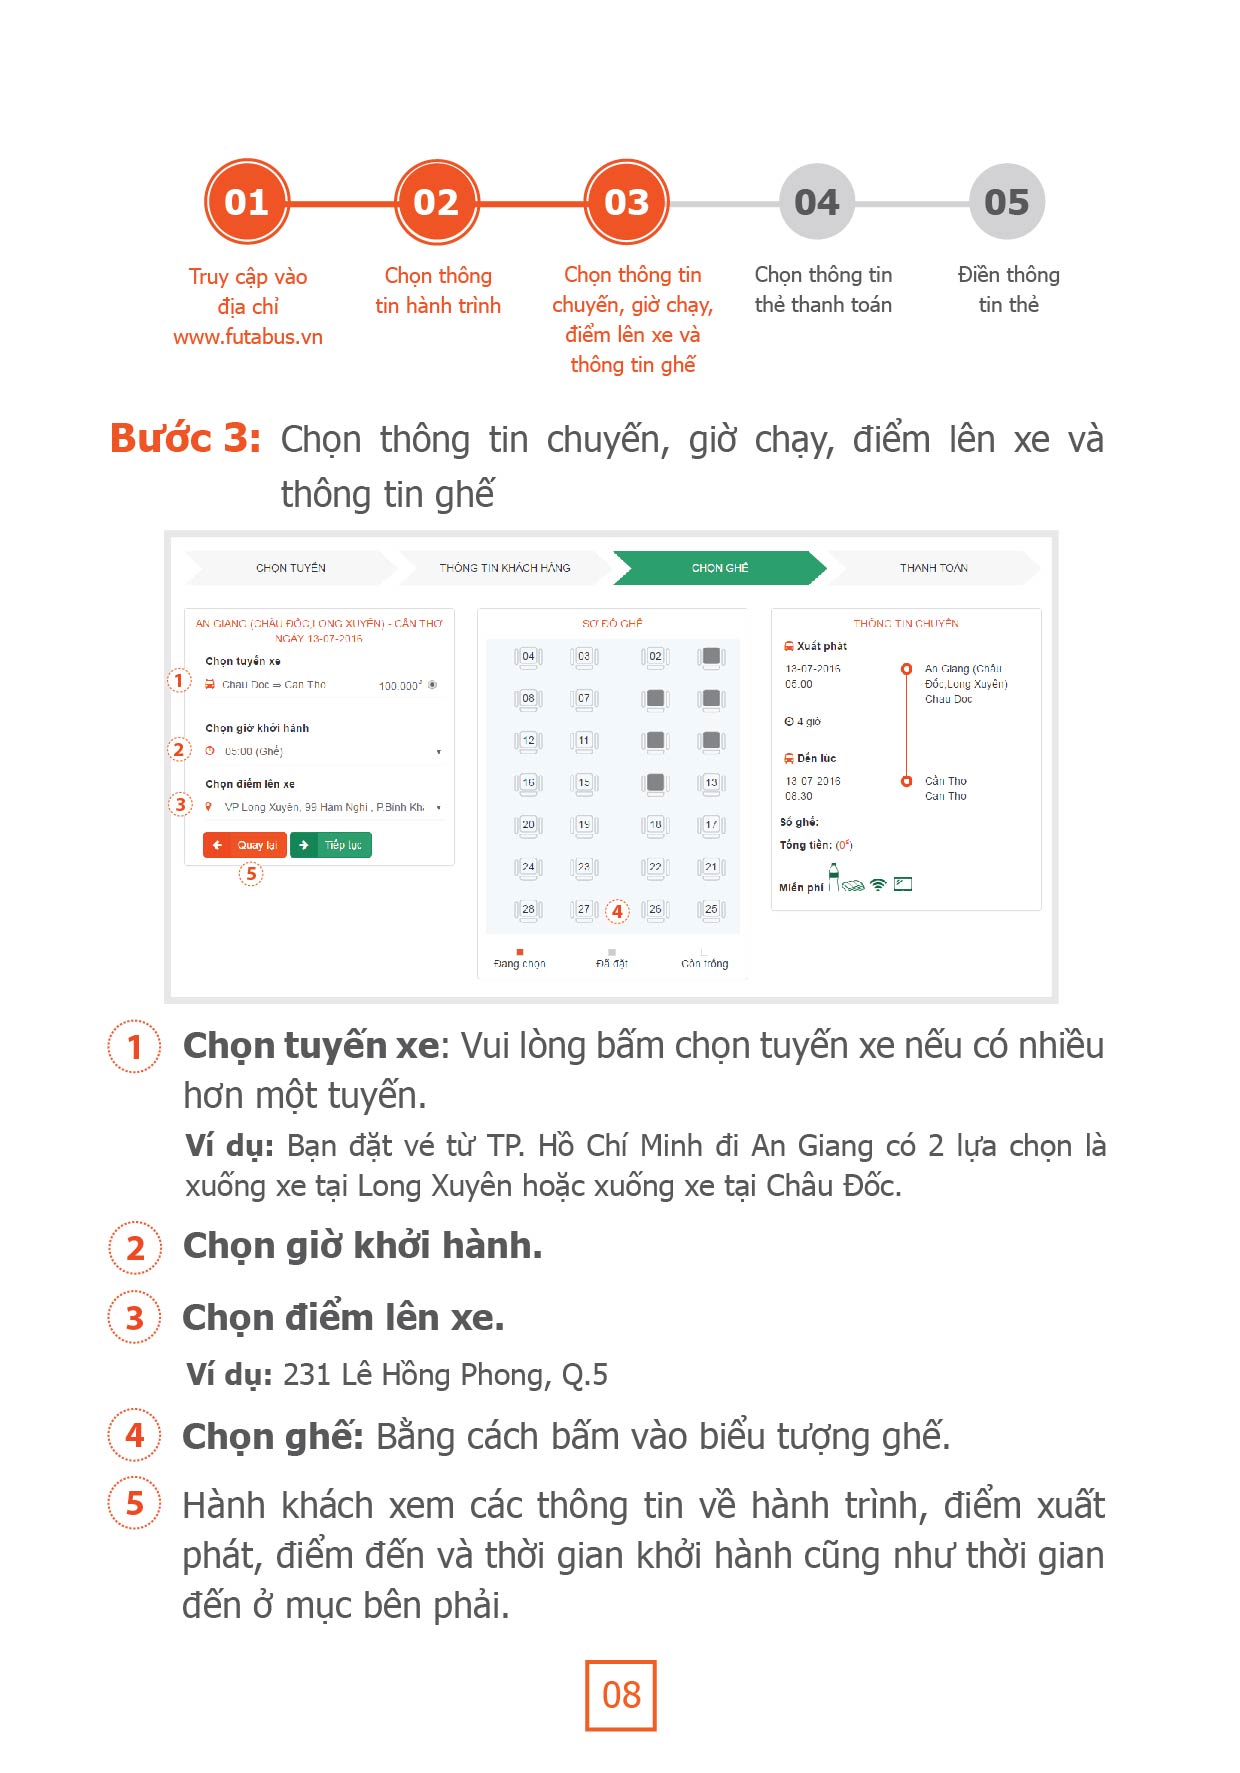 01
02
03
04
05
Truy cập vào
địa chỉ
www.futabus.vn
Chọn thông
tin hành trình
Chọn thông tin
chuyến, giờ chạy,
điểm lên xe và
thông tin ghế
Chọn thông tin
thẻ thanh toán
Điền thông
tin thẻ
Bước 3: Chọn thông tin chuyến, giờ chạy, điểm lên xe và
thông tin ghế
CHỌN TUYẾN
THÔNG TIN KHÁCH HÀNG
CHỌN GHẾ
THANH TOÁN
AN GIANG (CHÂU ĐỐC,LONG XUYÊN) - CẦN THƠ
NGÀY 13-07-2016
Chọn tuyến xe
1 Chau Doc ⇒ Can Tho 100.000đ
Chọn giờ khởi hành
2 05:00 (Ghế)
Chọn điểm lên xe
3 VP Long Xuyên, 99 Hàm Nghi , P.Bình Kh
Quay lại Tiếp tục
5
SƠ ĐỒ GHẾ
04 03 02
08 07
12 11
16 15 13
20 19 18 17
24 23 22 21
28 27 4 26 25
Đang chọn Đã đặt Còn trống
THÔNG TIN CHUYẾN
Xuất phát
13-07-2016 An Giang (Châu
05:00 Đốc,Long Xuyên)
Chau Doc
4 giờ
Đến lúc
13-07-2016 Cần Thơ
08:30 Can Tho
Số ghế:
Tổng tiền: (0đ)
Miễn phí
1 Chọn tuyến xe: Vui lòng bấm chọn tuyến xe nếu có nhiều
hơn một tuyến.
Ví dụ: Bạn đặt vé từ TP. Hồ Chí Minh đi An Giang có 2 lựa chọn là
xuống xe tại Long Xuyên hoặc xuống xe tại Châu Đốc.
2 Chọn giờ khởi hành.
3 Chọn điểm lên xe.
Ví dụ: 231 Lê Hồng Phong, Q.5
4 Chọn ghế: Bằng cách bấm vào biểu tượng ghế.
5 Hành khách xem các thông tin về hành trình, điểm xuất
phát, điểm đến và thời gian khởi hành cũng như thời gian
đến ở mục bên phải.
08